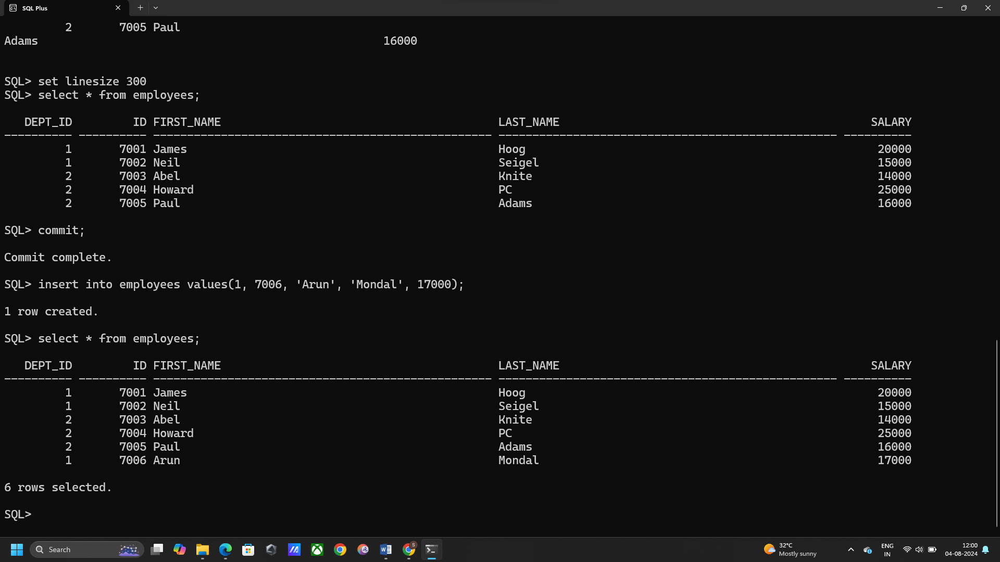 SQL Plus
2       7005 Paul
Adams                                                   16000
SQL> set linesize 300
SQL> select * from employees;
DEPT_ID         ID FIRST_NAME                                         LAST_NAME                                              SALARY
---------- ---------- -------------------------------------------------- -------------------------------------------------- ----------
1       7001 James                                              Hoog                                                    20000
1       7002 Neil                                               Seigel                                                  15000
2       7003 Abel                                               Knite                                                   14000
2       7004 Howard                                             PC                                                      25000
2       7005 Paul                                               Adams                                                   16000
SQL> commit;
Commit complete.
SQL> insert into employees values(1, 7006, 'Arun', 'Mondal', 17000);
1 row created.
SQL> select * from employees;
DEPT_ID         ID FIRST_NAME                                         LAST_NAME                                              SALARY
---------- ---------- -------------------------------------------------- -------------------------------------------------- ----------
1       7001 James                                              Hoog                                                    20000
1       7002 Neil                                               Seigel                                                  15000
2       7003 Abel                                               Knite                                                   14000
2       7004 Howard                                             PC                                                      25000
2       7005 Paul                                               Adams                                                   16000
1       7006 Arun                                               Mondal                                                  17000
6 rows selected.
SQL>
Search
32°C
Mostly sunny
ENG
IN
12:00
04-08-2024